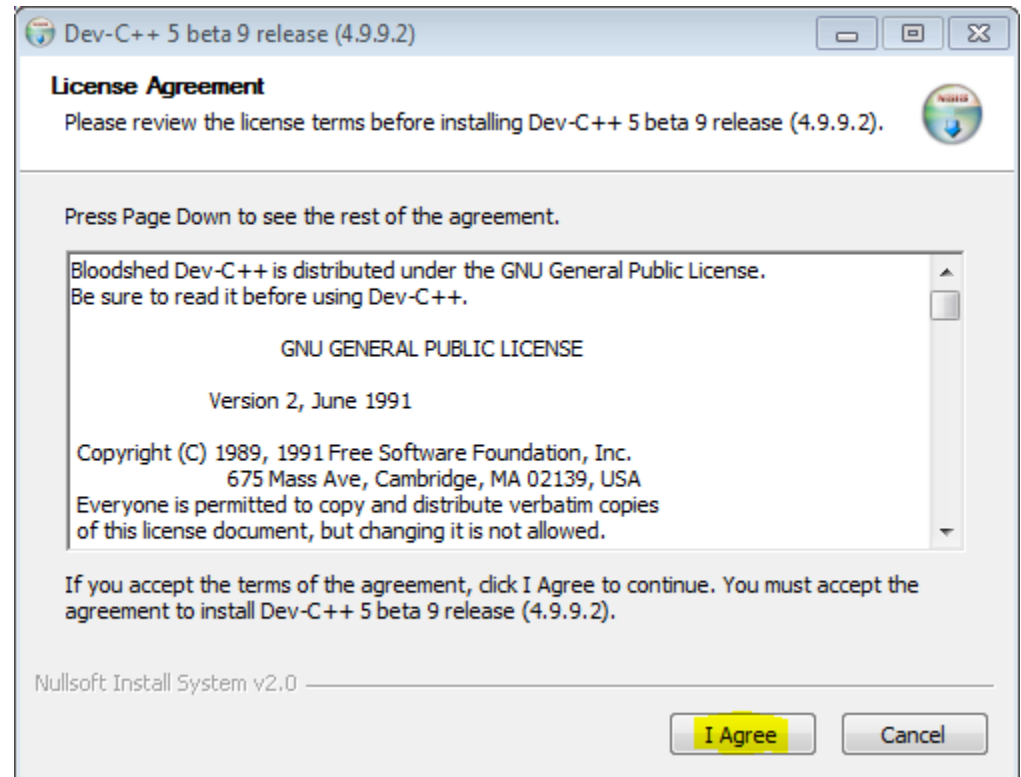 Dev-C++ 5 beta 9 release (4.9.9.2)
License Agreement
Please review the license terms before installing Dev-C++ 5 beta 9 release (4.9.9.2).
NSIS
Press Page Down to see the rest of the agreement.
Bloodshed Dev-C++ is distributed under the GNU General Public License.
Be sure to read it before using Dev-C++.
GNU GENERAL PUBLIC LICENSE
Version 2, June 1991
Copyright (C) 1989, 1991 Free Software Foundation, Inc.
675 Mass Ave, Cambridge, MA 02139, USA
Everyone is permitted to copy and distribute verbatim copies
of this license document, but changing it is not allowed.
If you accept the terms of the agreement, click I Agree to continue. You must accept the
agreement to install Dev-C++ 5 beta 9 release (4.9.9.2).
Nullsoft Install System v2.0
I Agree
Cancel